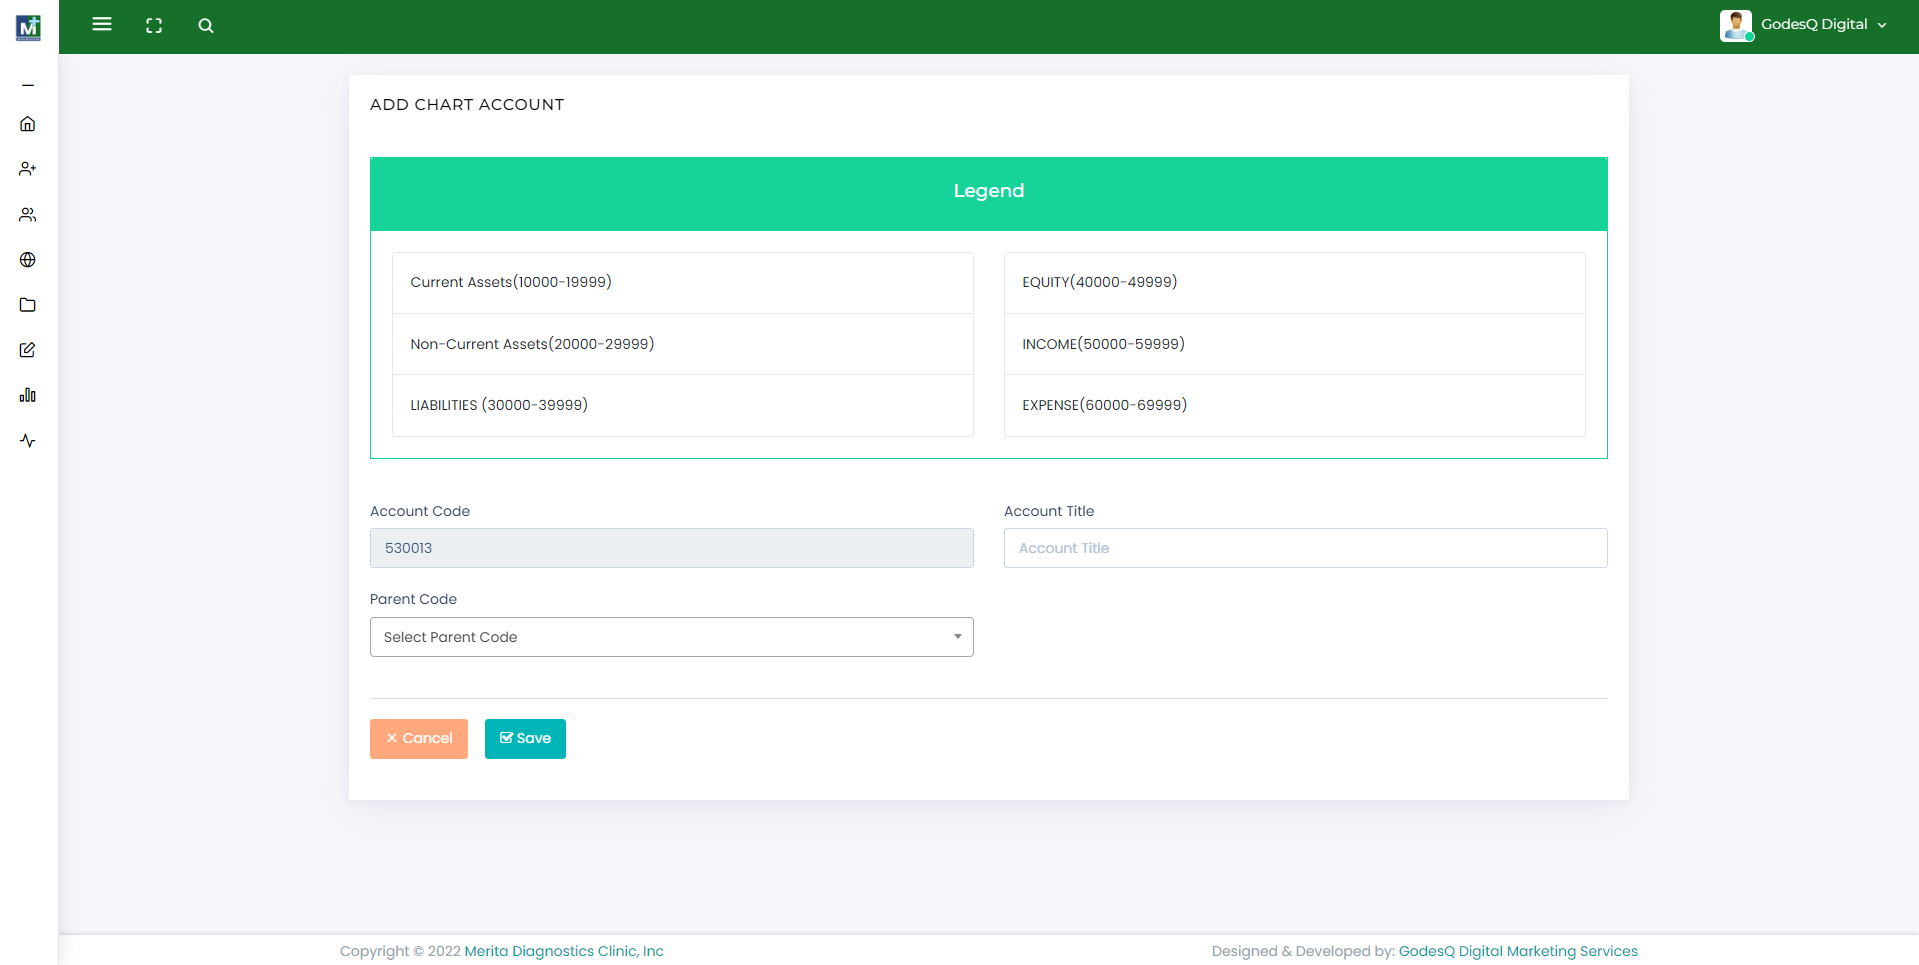 M
GodesQ Digital
ADD CHART ACCOUNT
Legend
Current Assets(10000-19999)
Non-Current Assets(20000-29999)
LIABILITIES (30000-39999)
EQUITY(40000-49999)
INCOME(50000-59999)
EXPENSE(60000-69999)
Account Code
530013
Account Title
Account Title
Parent Code
Select Parent Code
Cancel
Save
Copyright © 2022 Merita Diagnostics Clinic, Inc
Designed & Developed by: GodesQ Digital Marketing Services